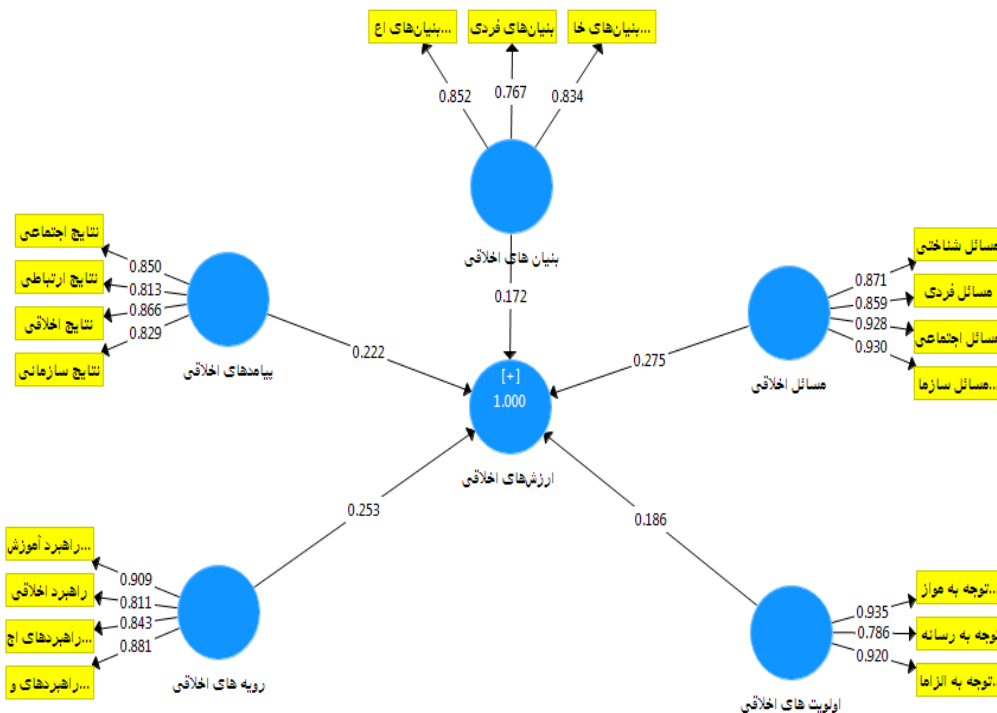 بنیان‌های اع...
بنیان‌های فردی
بنیان‌های خا...
0.852
0.767
0.834
بنیان های اخلاقی
0.172
نتایج اجتماعی
نتایج ارتباطی
نتایج اخلاقی
نتایج سازمانی
0.850
0.813
0.866
0.829
پیامدهای اخلاقی
0.222
مسائل شناختی
مسائل فردی
مسائل اجتماعی
مسائل سازما...
0.871
0.859
0.928
0.930
مسائل اخلاقی
0.275
[+]
1.000
ارزش‌های اخلاقی
راهبرد آموزش...
راهبرد اخلاقی
راهبردهای اج...
راهبردهای و...
0.909
0.811
0.843
0.881
رویه های اخلاقی
0.253
توجه به مواز...
توجه به رسانه
توجه به الزاما...
0.935
0.786
0.920
اولویت های اخلاقی
0.186